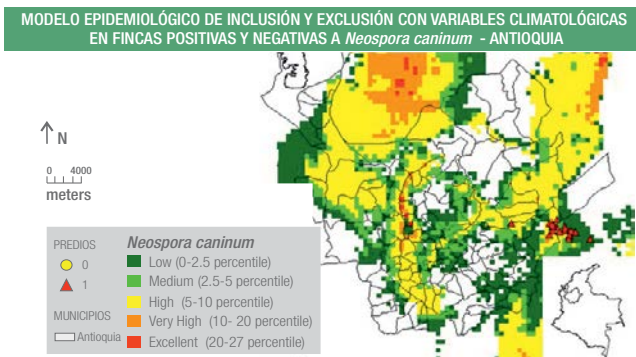 MODELO EPIDEMIOLÓGICO DE INCLUSIÓN Y EXCLUSIÓN CON VARIABLES CLIMATOLÓGICAS
EN FINCAS POSITIVAS Y NEGATIVAS A Neospora caninum - ANTIOQUIA
N
0 4000
meters
PREDIOS
0
1
MUNICIPIOS
Antioquia
Neospora caninum
Low (0-2.5 percentile)
Medium (2.5-5 percentile)
High (5-10 percentile)
Very High (10- 20 percentile)
Excellent (20-27 percentile)